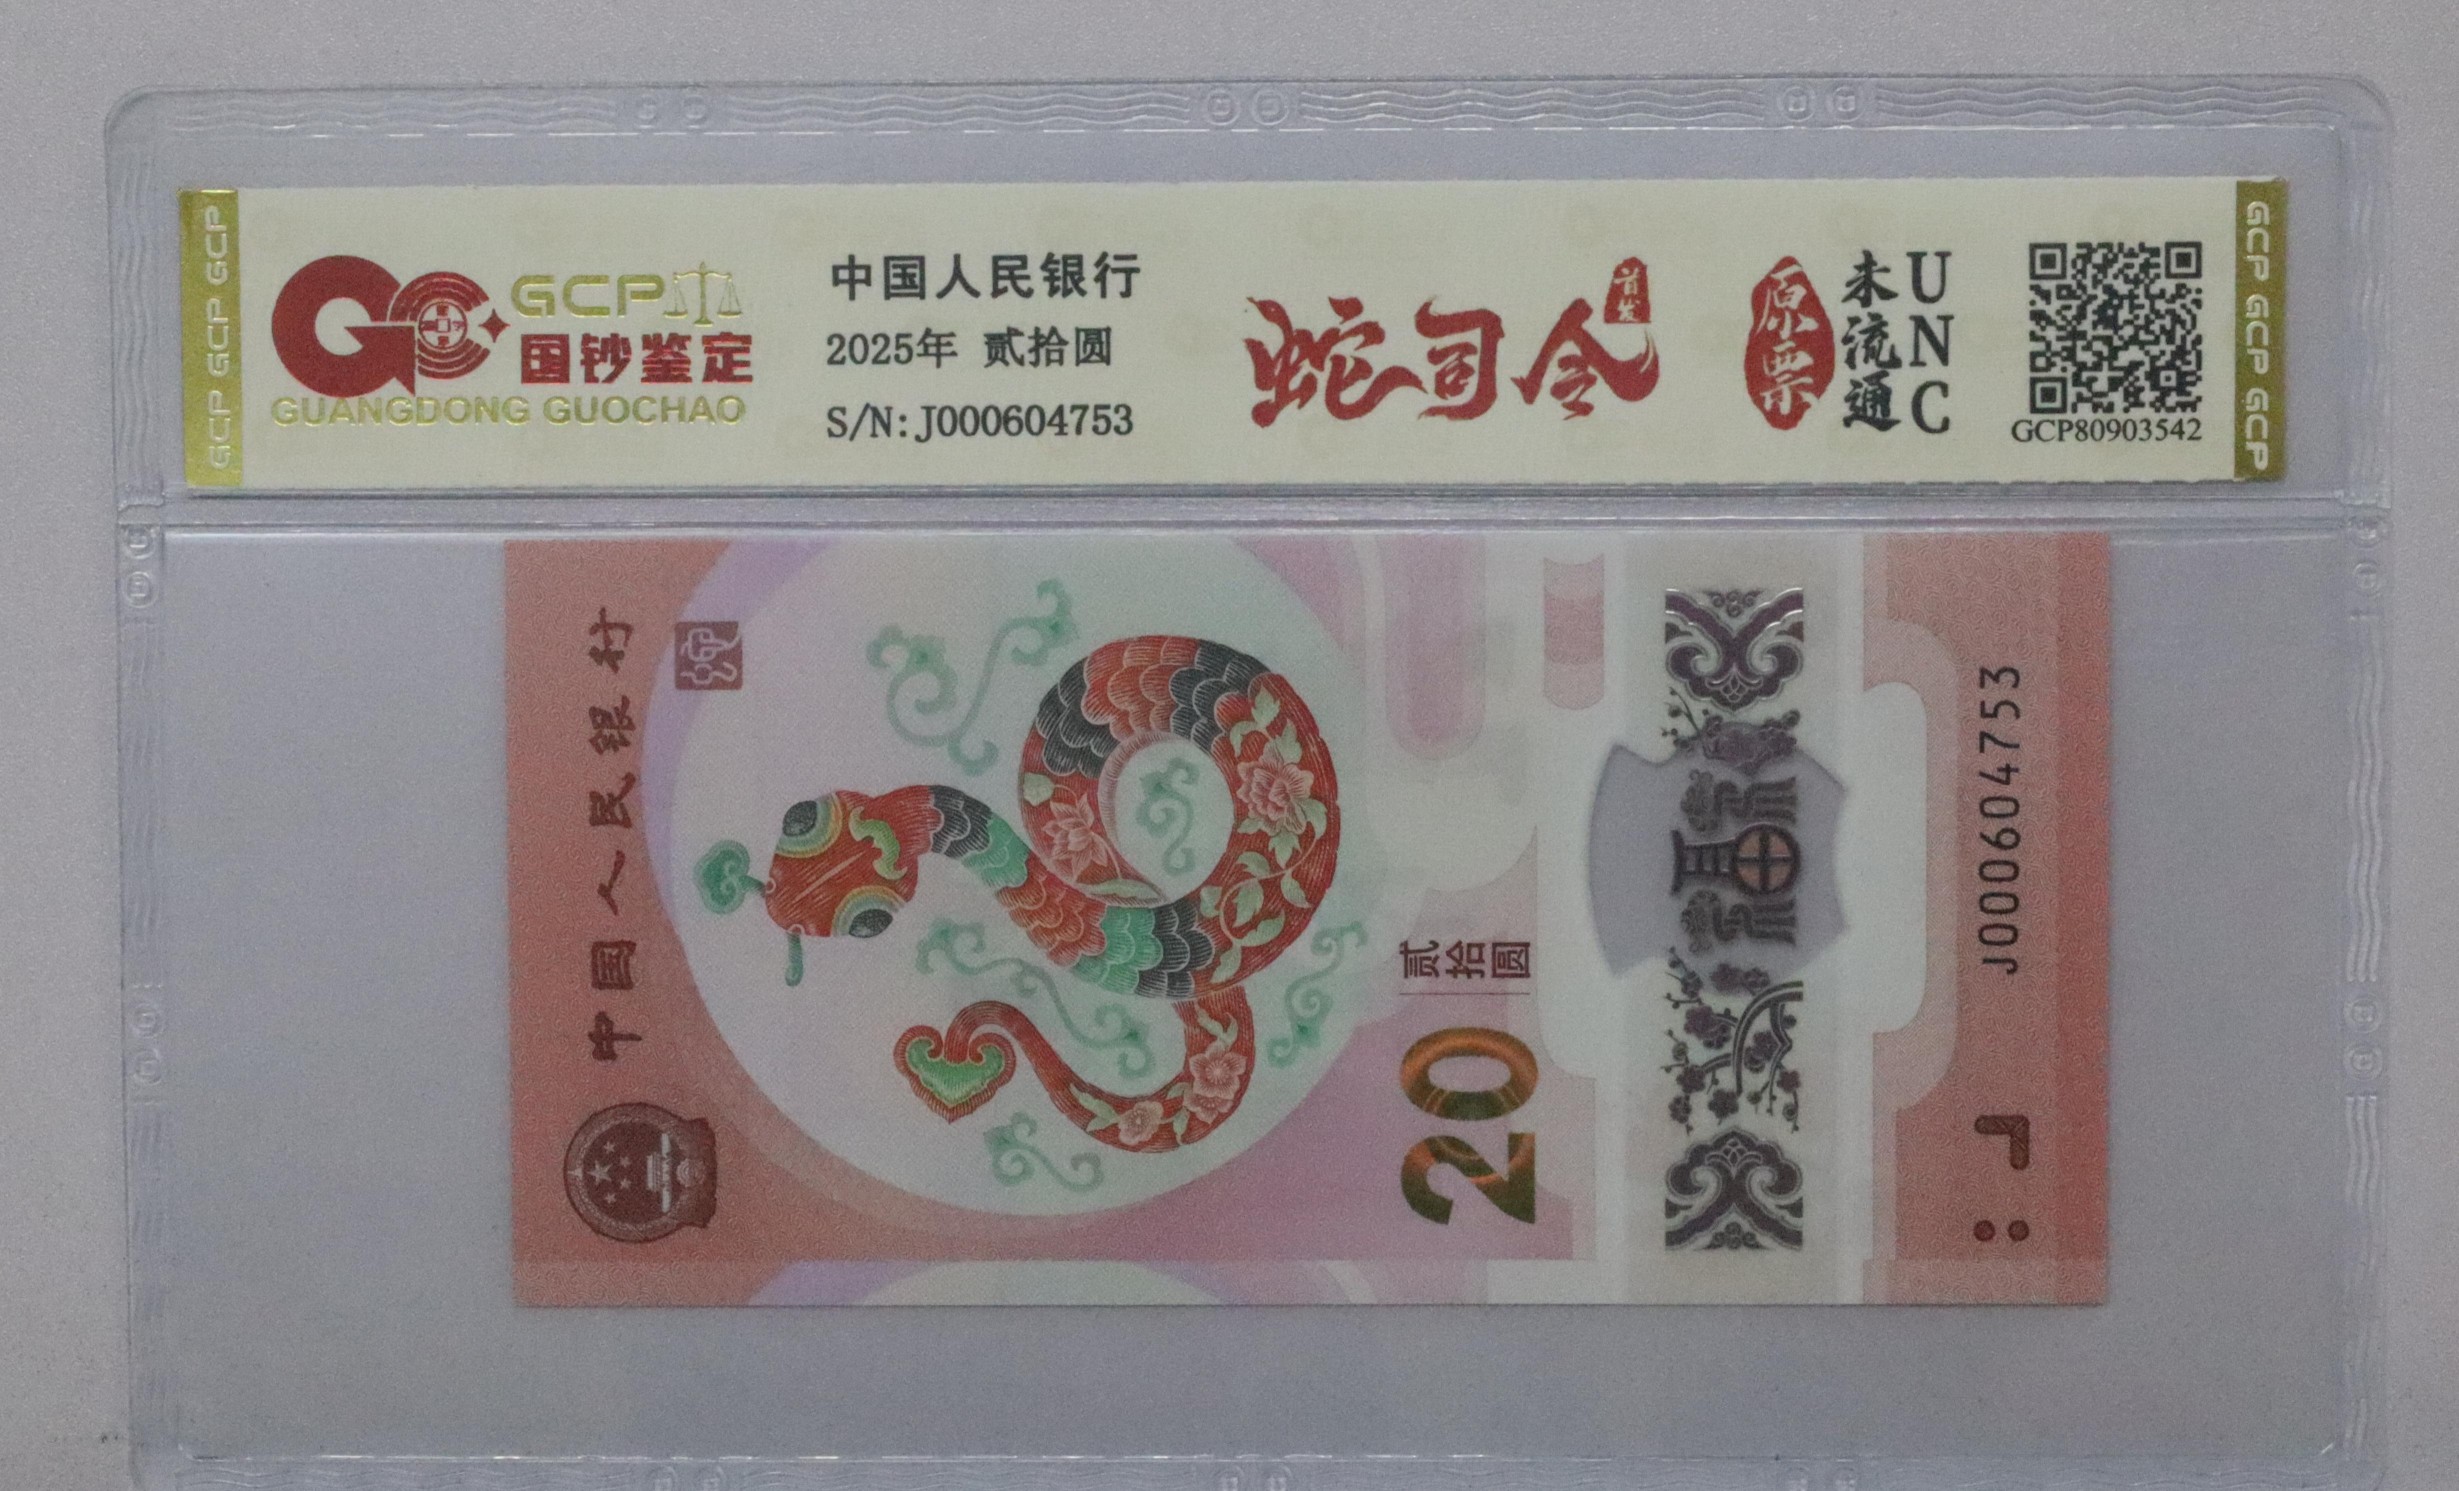 GCP GCP GCP
GCP
国钞鉴定
GUANGDONG GUOCHAO
中国人民银行
2025年 贰拾圆
S/N:J000604753
蛇司令
首发
原票
未流通
UNC
GCP80903542
GCP GCP GCP
中国人民银行
蛇
20
贰拾圆
福
J000604753